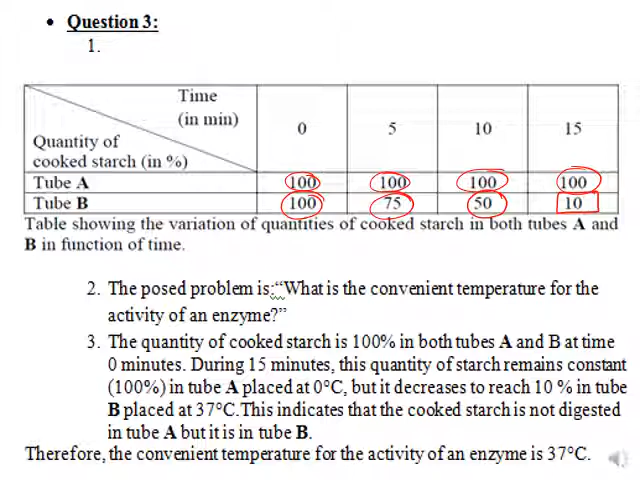 • Question 3:
1.
Time
(in min)
Quantity of
cooked starch (in %)
0 5 10 15
Tube A 100 100 100 100
Tube B 100 75 50 10
Table showing the variation of quantities of cooked starch in both tubes A and
B in function of time.
2. The posed problem is:“What is the convenient temperature for the
activity of an enzyme?”
3. The quantity of cooked starch is 100% in both tubes A and B at time
0 minutes. During 15 minutes, this quantity of starch remains constant
(100%) in tube A placed at 0°C, but it decreases to reach 10 % in tube
B placed at 37°C.This indicates that the cooked starch is not digested
in tube A but it is in tube B.
Therefore, the convenient temperature for the activity of an enzyme is 37°C.